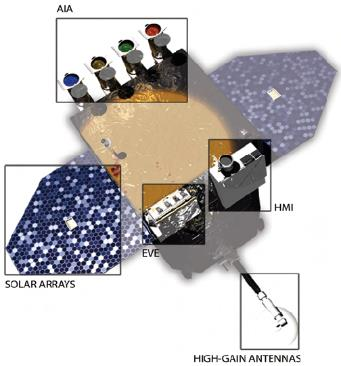 AIA
HMI
EVE
SOLAR ARRAYS
HIGH-GAIN ANTENNAS